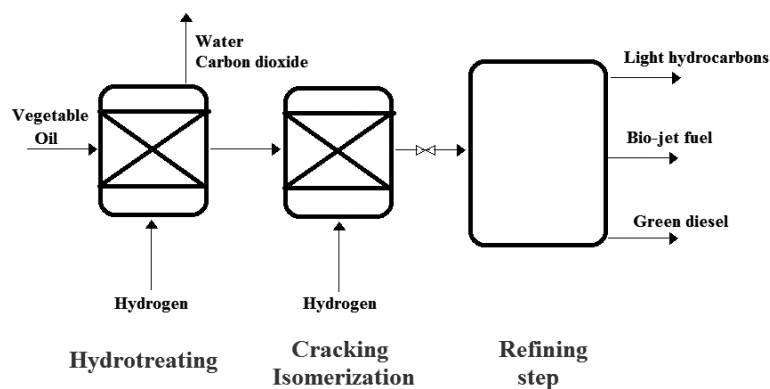 Water
Carbon dioxide
Vegetable
Oil
Hydrogen
Hydrogen
Light hydrocarbons
Bio-jet fuel
Green diesel
Hydrotreating
Cracking
Isomerization
Refining
step